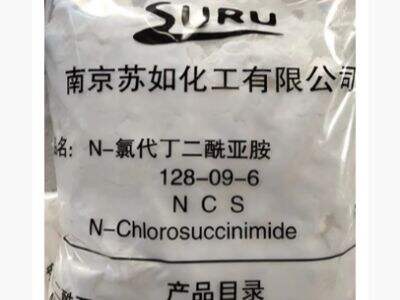 SURU
南京苏如化工有限公司
名: N-氯代丁二酰亚胺
128-09-6
N C S
N-Chlorosuccinimide
产品目录